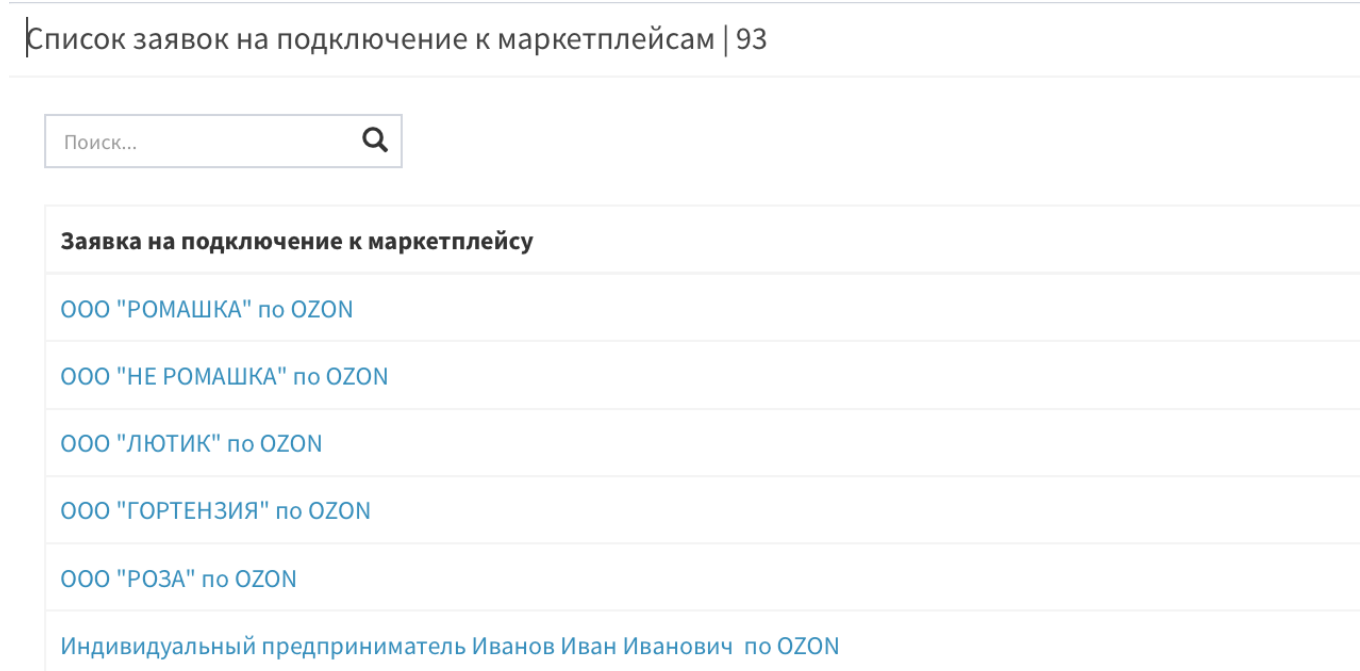 Список заявок на подключение к маркетплейсам | 93
Поиск...
Заявка на подключение к маркетплейсу
ООО "РОМАШКА" по OZON
ООО "НЕ РОМАШКА" по OZON
ООО "ЛЮТИК" по OZON
ООО "ГОРТЕНЗИЯ" по OZON
ООО "РОЗА" по OZON
Индивидуальный предприниматель Иванов Иван Иванович  по OZON